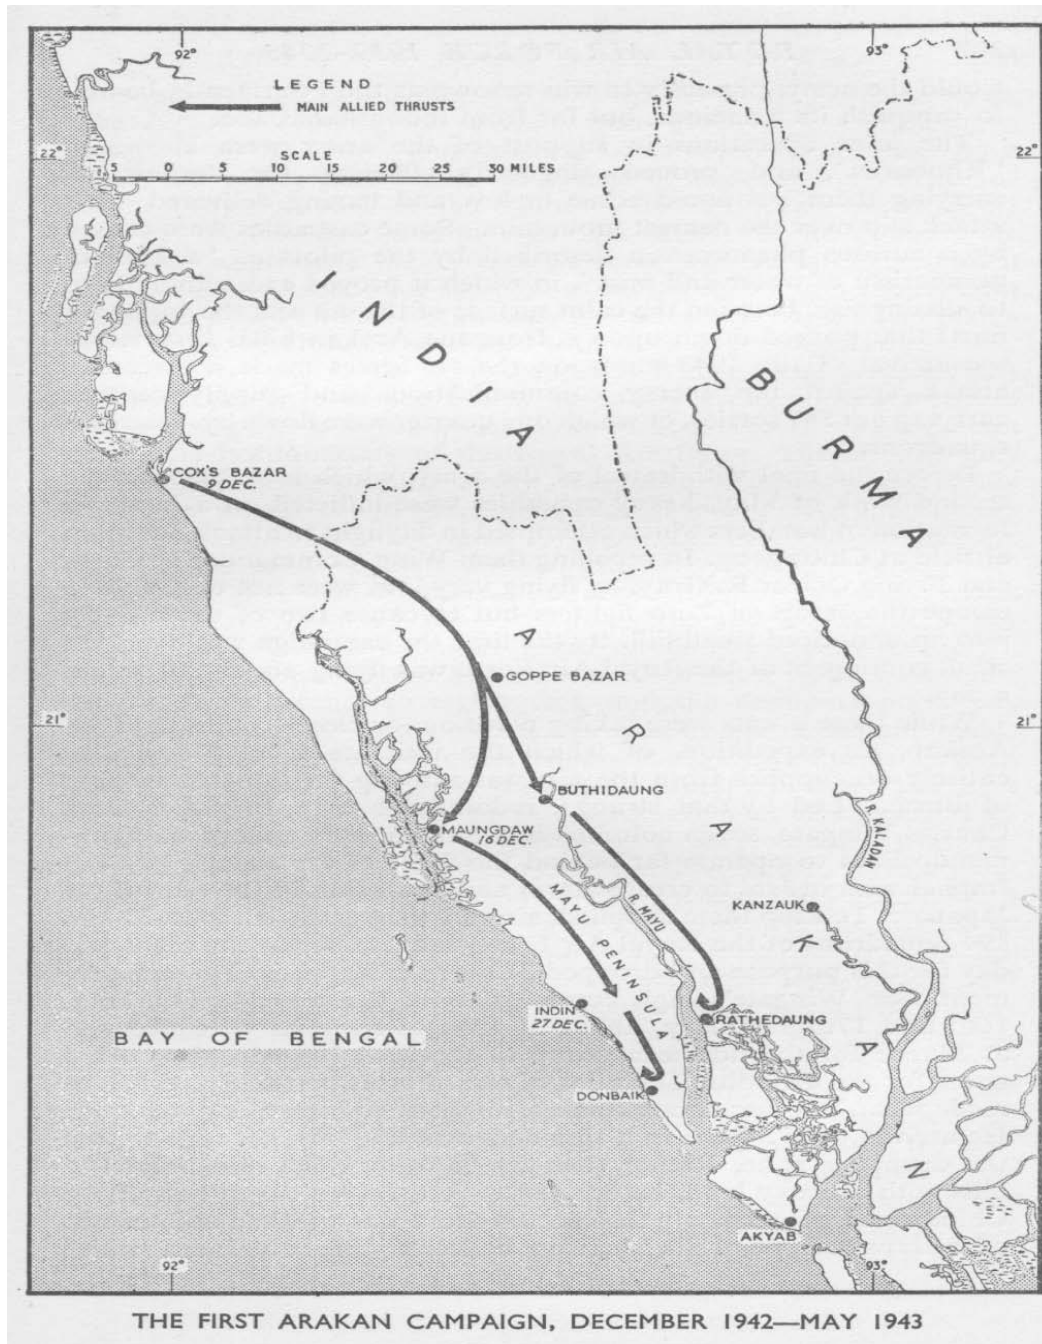 92°
93°
LEGEND
MAIN ALLIED THRUSTS
22°
22°
SCALE
5 0 5 10 15 20 25 30 MILES
INDIA
BURMA
COX'S BAZAR
9 DEC.
GOPPE BAZAR
21°
21°
BUTHIDAUNG
MAUNGDAW
16 DEC.
R. KALADAN
KANZAUK
R. MAYU
MAYU PENINSULA
ARAKAN
INDIN
27 DEC.
RATHEDAUNG
BAY OF BENGAL
DONBAIK
AKYAB
92°
93°
THE FIRST ARAKAN CAMPAIGN, DECEMBER 1942—MAY 1943